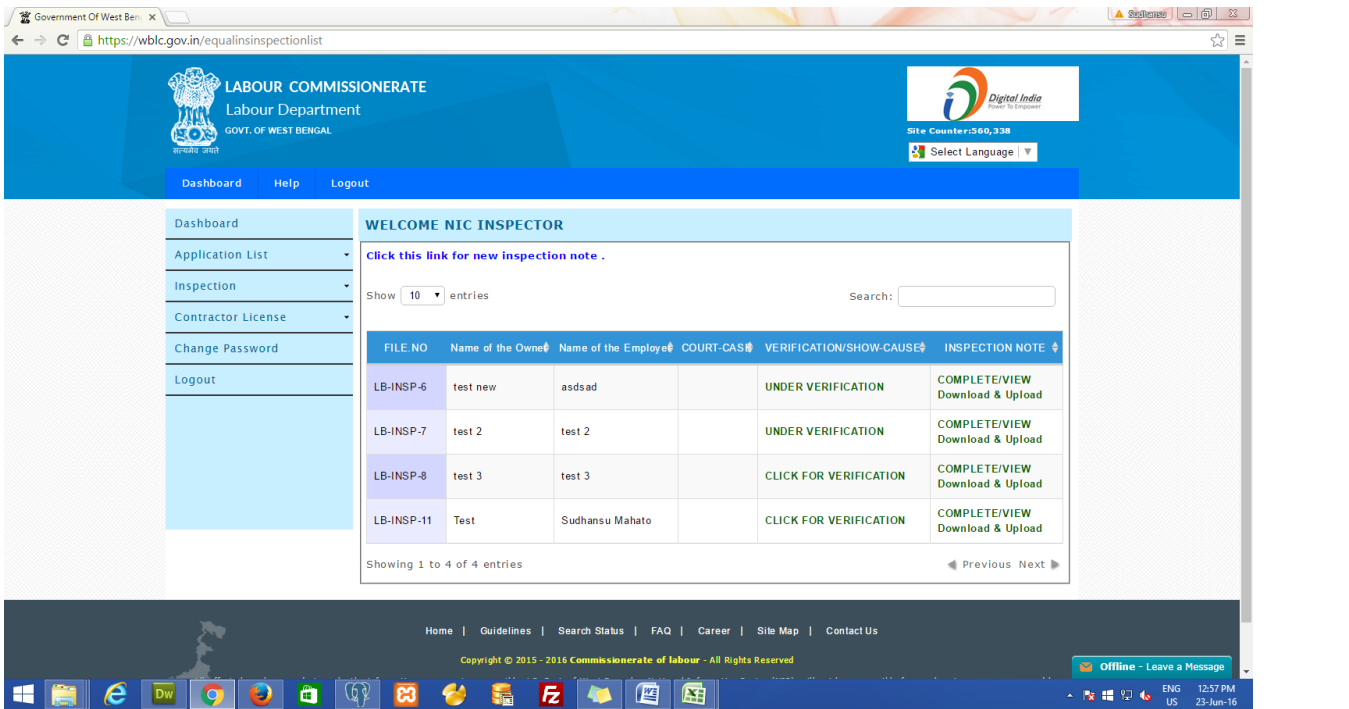 Government Of West Ben
Sudhansu
https://wblc.gov.in/equalinsinspectionlist
LABOUR COMMISSIONERATE
Labour Department
GOVT. OF WEST BENGAL
सत्यमेव जयते
Digital India
Power To Empower
Site Counter:560,338
Select Language ▼
Dashboard Help Logout
Dashboard
Application List
Inspection
Contractor License
Change Password
Logout
WELCOME NIC INSPECTOR
Click this link for new inspection note .
Show 10 entries
Search:
FILE.NO Name of the Owne Name of the Employe COURT-CASE VERIFICATION/SHOW-CAUSE INSPECTION NOTE
LB-INSP-6 test new asdsad UNDER VERIFICATION COMPLETE/VIEW
Download & Upload
LB-INSP-7 test 2 test 2 UNDER VERIFICATION COMPLETE/VIEW
Download & Upload
LB-INSP-8 test 3 test 3 CLICK FOR VERIFICATION COMPLETE/VIEW
Download & Upload
LB-INSP-11 Test Sudhansu Mahato CLICK FOR VERIFICATION COMPLETE/VIEW
Download & Upload
Showing 1 to 4 of 4 entries
Previous Next
Home | Guidelines | Search Status | FAQ | Career | Site Map | Contact Us
Copyright © 2015 - 2016 Commissionerate of labour - All Rights Reserved
Offline - Leave a Message
Dw
ENG 12:57 PM
US 23-Jun-16